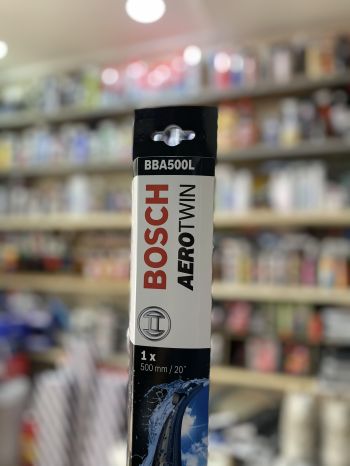 BBA500L
BOSCH
AEROTWIN
1 x
500 mm / 20"